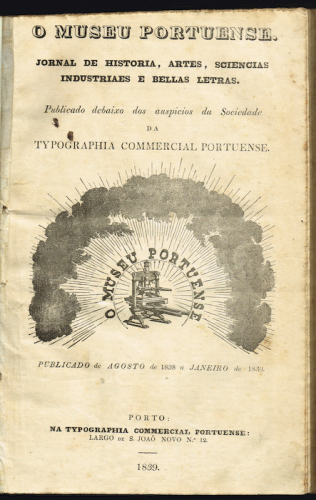 O MUSEU PORTUENSE.
JORNAL DE HISTORIA, ARTES, SCIENCIAS
INDUSTRIAES E BELLAS LETRAS.
Publicado debaixo dos auspicios da Sociedade
DA
TYPOGRAPHIA COMMERCIAL PORTUENSE.
O MUSEU PORTUENSE
PUBLICADO de AGOSTO de 1838 a JANEIRO de 1839.
PORTO:
NA TYPOGRAPHIA COMMERCIAL PORTUENSE:
LARGO DE S. JOAÕ NOVO N.º 12.
1839.